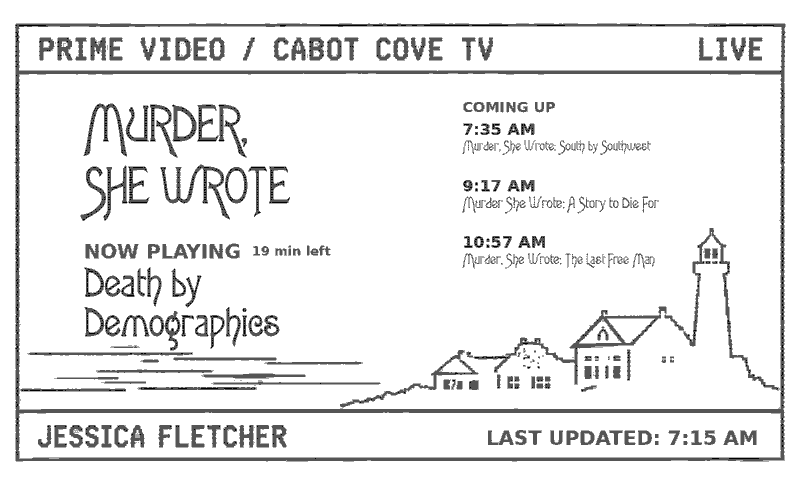 PRIME VIDEO / CABOT COVE TV
LIVE
MURDER,
SHE WROTE
NOW PLAYING 19 min left
Death by
Demographics
COMING UP
7:35 AM
Murder, She Wrote: South by Southwest
9:17 AM
Murder She Wrote: A Story to Die For
10:57 AM
Murder, She Wrote: The Last Free Man
JESSICA FLETCHER
LAST UPDATED: 7:15 AM